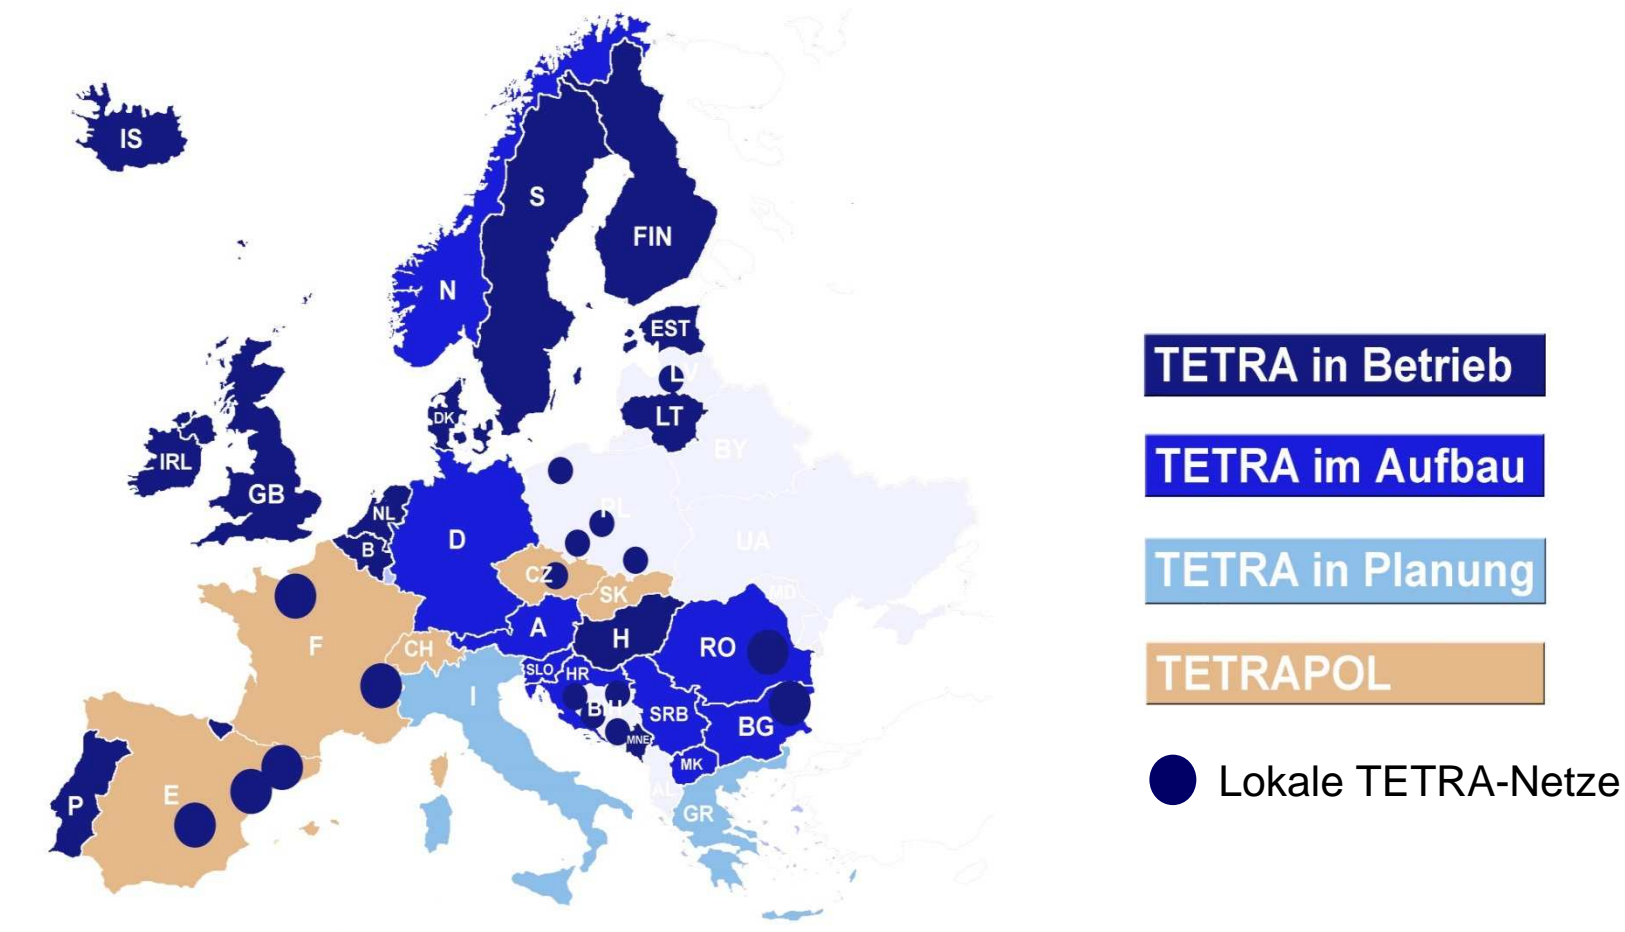 IS
S
FIN
N
EST
LV
DK
LT
BY
IRL
GB
NL
B
D
PL
UA
CZ
SK
MD
F
CH
A
H
RO
SLO
HR
I
BIH
SRB
BG
MNE
MK
AL
GR
P
E
TETRA in Betrieb
TETRA im Aufbau
TETRA in Planung
TETRAPOL
Lokale TETRA-Netze